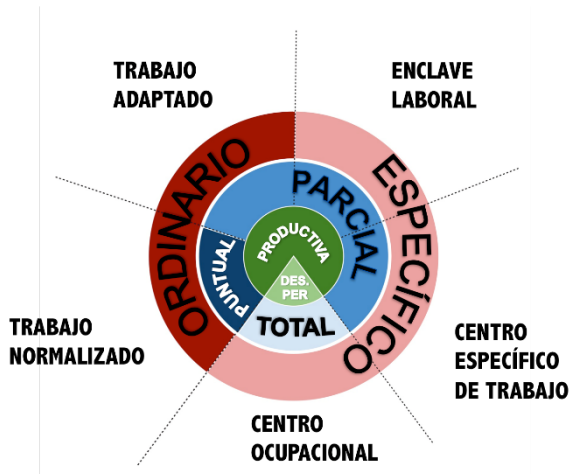 TRABAJO
ADAPTADO
ENCLAVE
LABORAL
ORDINARIO
ESPECÍFICO
PARCIAL
PUNTUAL
PRODUCTIVA
DES.
PER
TOTAL
TRABAJO
NORMALIZADO
CENTRO
ESPECÍFICO
DE TRABAJO
CENTRO
OCUPACIONAL